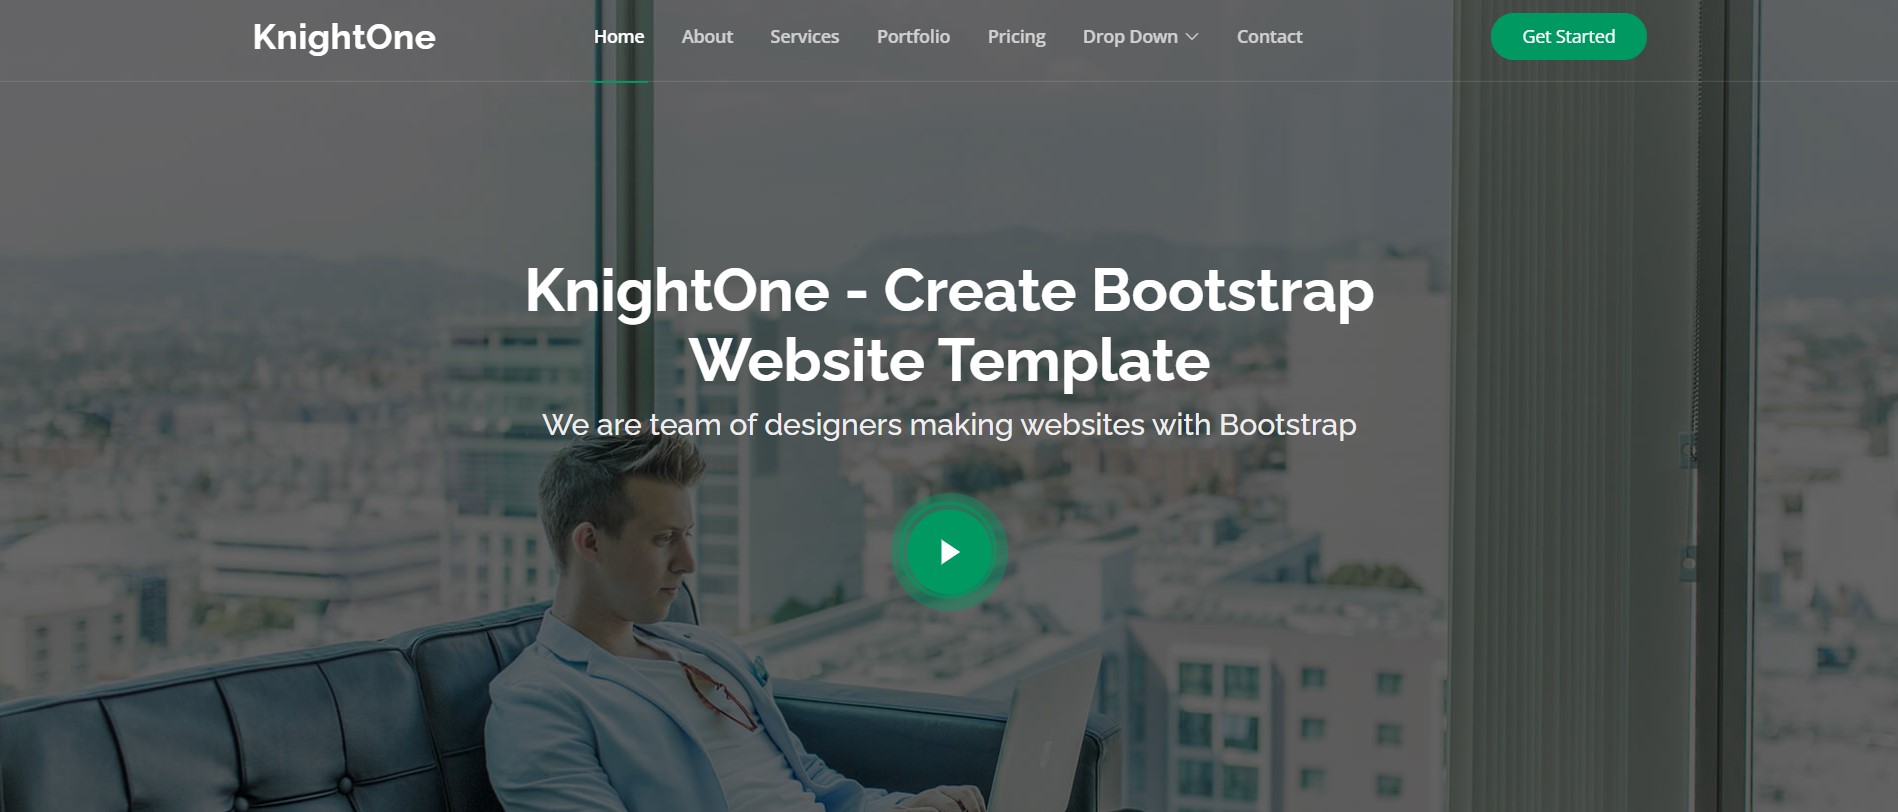 KnightOne
Home About Services Portfolio Pricing Drop Down Contact
Get Started
KnightOne - Create Bootstrap
Website Template
We are team of designers making websites with Bootstrap